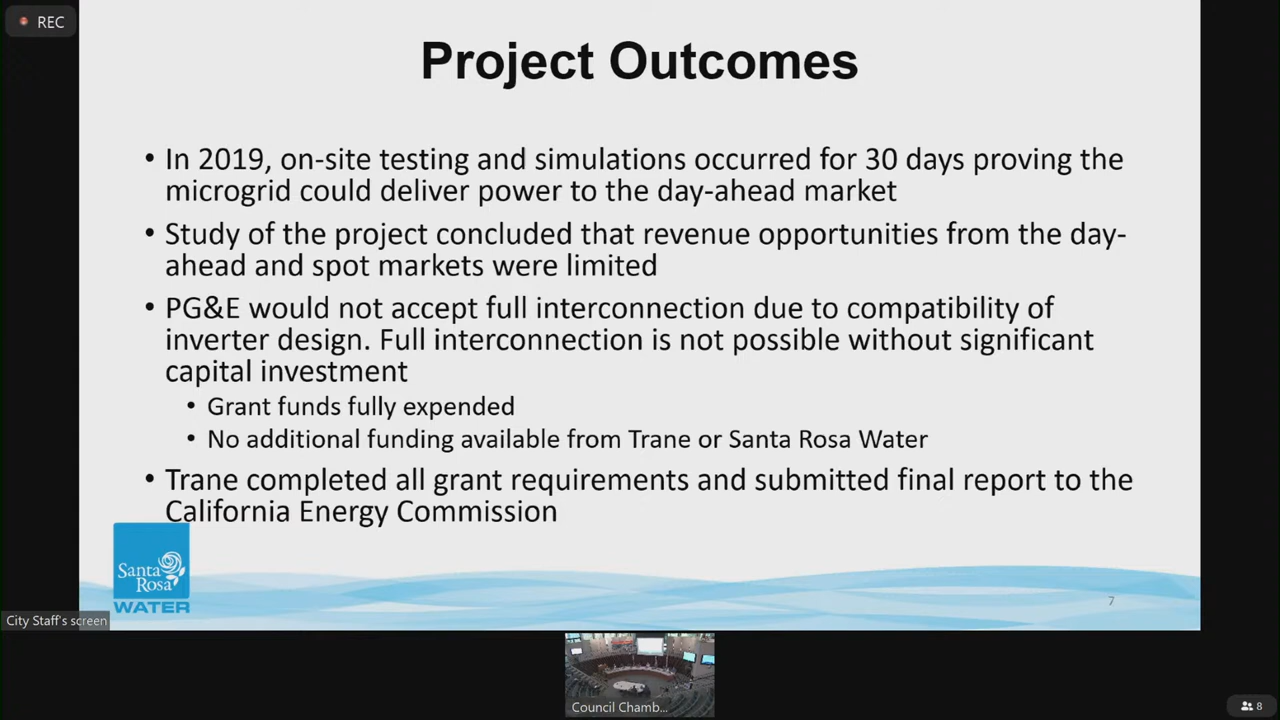 REC
Project Outcomes
• In 2019, on-site testing and simulations occurred for 30 days proving the
microgrid could deliver power to the day-ahead market
• Study of the project concluded that revenue opportunities from the day-
ahead and spot markets were limited
• PG&E would not accept full interconnection due to compatibility of
inverter design. Full interconnection is not possible without significant
capital investment
• Grant funds fully expended
• No additional funding available from Trane or Santa Rosa Water
• Trane completed all grant requirements and submitted final report to the
California Energy Commission
Santa
Rosa
WATER
7
City Staff's screen
Council Chamb...
8